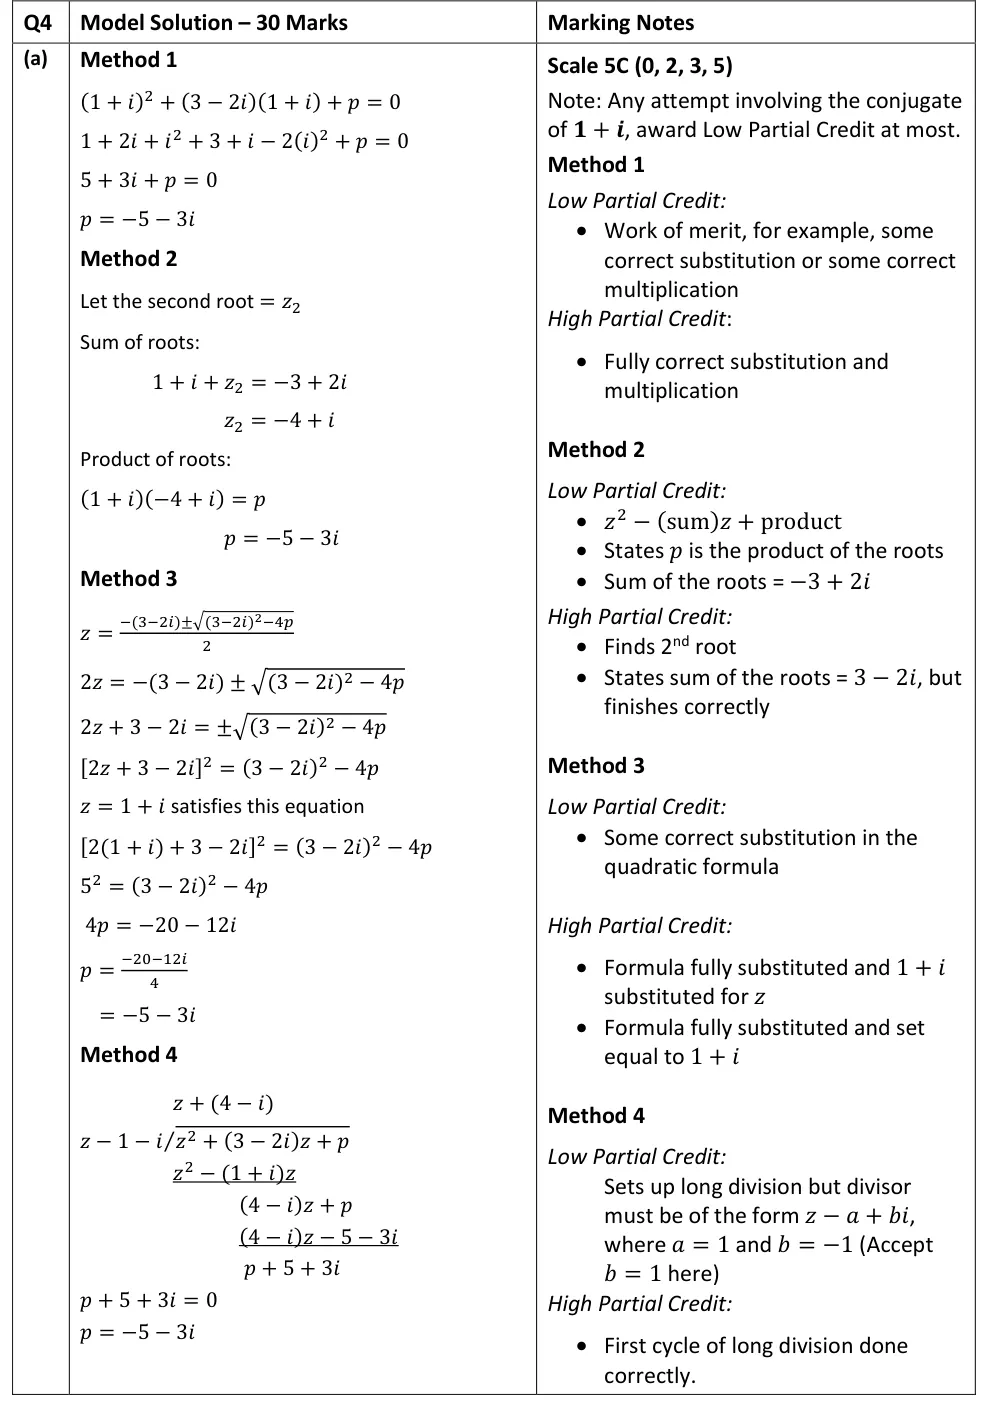 Q4 Model Solution – 30 Marks
Marking Notes
(a)
Method 1
(1 + i)² + (3 − 2i)(1 + i) + p = 0
1 + 2i + i² + 3 + i − 2(i)² + p = 0
5 + 3i + p = 0
p = −5 − 3i
Method 2
Let the second root = z₂
Sum of roots:
1 + i + z₂ = −3 + 2i
z₂ = −4 + i
Product of roots:
(1 + i)(−4 + i) = p
p = −5 − 3i
Method 3
z = (−(3−2i)±√((3−2i)²−4p))/2
2z = −(3 − 2i) ± √((3 − 2i)² − 4p)
2z + 3 − 2i = ±√((3 − 2i)² − 4p)
[2z + 3 − 2i]² = (3 − 2i)² − 4p
z = 1 + i satisfies this equation
[2(1 + i) + 3 − 2i]² = (3 − 2i)² − 4p
5² = (3 − 2i)² − 4p
4p = −20 − 12i
p = (−20−12i)/4
= −5 − 3i
Method 4
z + (4 − i)
z − 1 − i/z² + (3 − 2i)z + p
z² − (1 + i)z
(4 − i)z + p
(4 − i)z − 5 − 3i
p + 5 + 3i
p + 5 + 3i = 0
p = −5 − 3i
Scale 5C (0, 2, 3, 5)
Note: Any attempt involving the conjugate
of 1 + i, award Low Partial Credit at most.
Method 1
Low Partial Credit:
• Work of merit, for example, some
correct substitution or some correct
multiplication
High Partial Credit:
• Fully correct substitution and
multiplication
Method 2
Low Partial Credit:
• z² − (sum)z + product
• States p is the product of the roots
• Sum of the roots = −3 + 2i
High Partial Credit:
• Finds 2nd root
• States sum of the roots = 3 − 2i, but
finishes correctly
Method 3
Low Partial Credit:
• Some correct substitution in the
quadratic formula
High Partial Credit:
• Formula fully substituted and 1 + i
substituted for z
• Formula fully substituted and set
equal to 1 + i
Method 4
Low Partial Credit:
Sets up long division but divisor
must be of the form z − a + bi,
where a = 1 and b = −1 (Accept
b = 1 here)
High Partial Credit:
• First cycle of long division done
correctly.